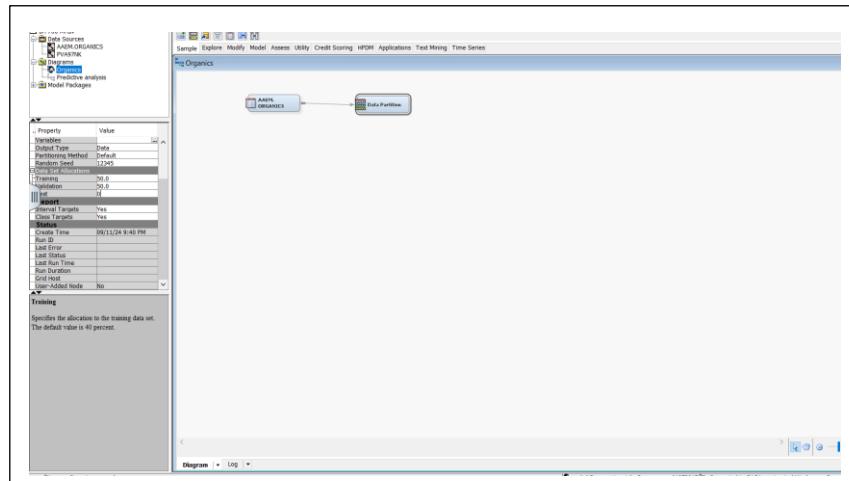 Data Sources
AAEM.ORGANICS
PVA97NK
Diagrams
Organics
Predictive analysis
Model Packages
Sample Explore Modify Model Assess Utility Credit Scoring HPDM Applications Text Mining Time Series
Organics
AAEM.
ORGANICS
Data Partition
.. Property Value
Variables
Output Type Data
Partitioning Method Default
Random Seed 12345
Data Set Allocations
Training 50.0
Validation 50.0
0
Interval Targets Yes
Class Targets Yes
Status
Create Time 09/11/24 9:40 PM
Run ID
Last Error
Last Status
Last Run Time
Run Duration
Grid Host
User-Added Node No
Training
Specifies the allocation to the training data set.
The default value is 40 percent.
Diagram Log